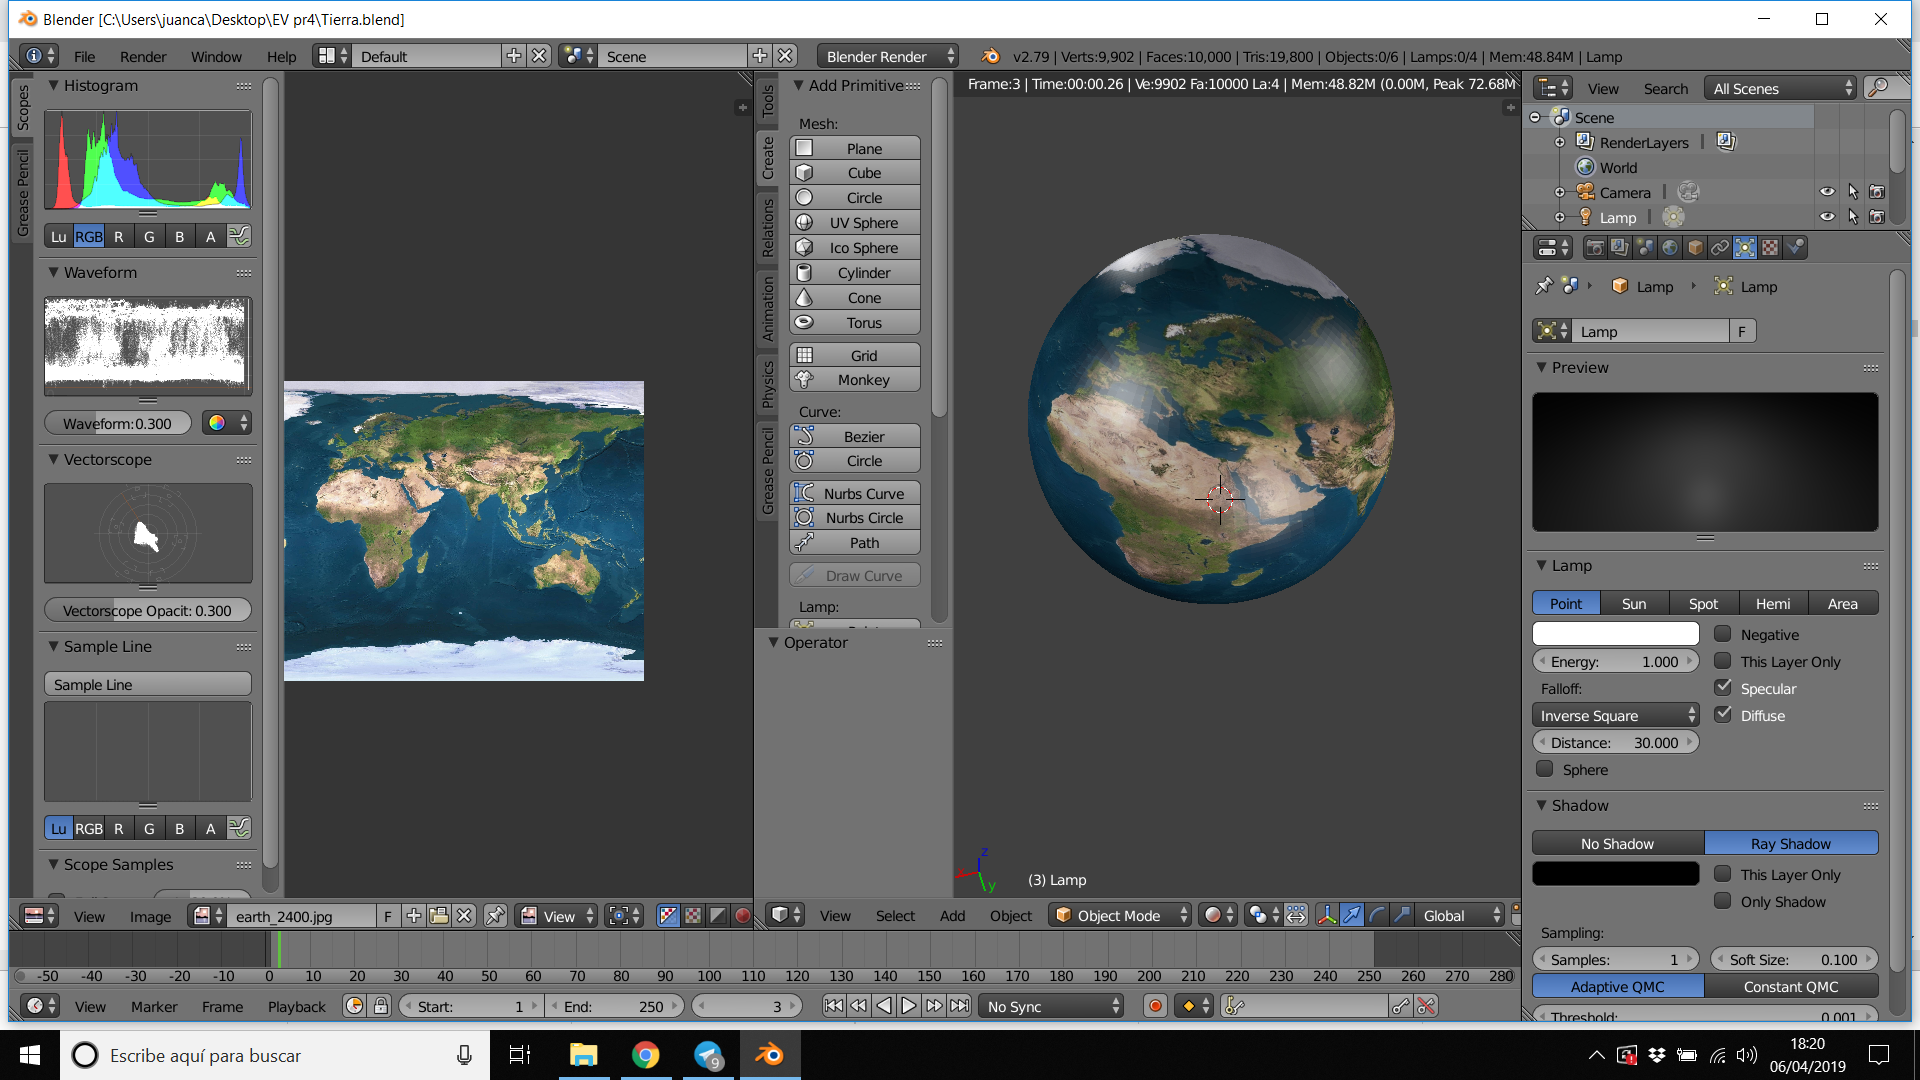 Blender [C:\Users\juanca\Desktop\EV pr4\Tierra.blend]
File Render Window Help Default Scene Blender Render v2.79 | Verts:9,902 | Faces:10,000 | Tris:19,800 | Objects:0/6 | Lamps:0/4 | Mem:48.84M | Lamp
Scopes
Grease Pencil
Histogram
Lu RGB R G B A
Waveform
Waveform:0.300
Vectorscope
Vectorscope Opacit: 0.300
Sample Line
Sample Line
Lu RGB R G B A
Scope Samples
View Image earth_2400.jpg F View
Tools
Create
Relations
Animation
Physics
Grease Pencil
Add Primitive
Mesh:
Plane
Cube
Circle
UV Sphere
Ico Sphere
Cylinder
Cone
Torus
Grid
Monkey
Curve:
Bezier
Circle
Nurbs Curve
Nurbs Circle
Path
Draw Curve
Lamp:
Operator
Frame:3 | Time:00:00.26 | Ve:9902 Fa:10000 La:4 | Mem:48.82M (0.00M, Peak 72.68M
z
y
(3) Lamp
View Select Add Object Object Mode Global
View Search All Scenes
Scene
RenderLayers
World
Camera
Lamp
Lamp Lamp
Lamp F
Preview
Lamp
Point Sun Spot Hemi Area
Negative
Energy: 1.000 This Layer Only
Falloff: Specular
Inverse Square Diffuse
Distance: 30.000
Sphere
Shadow
No Shadow Ray Shadow
This Layer Only
Only Shadow
Sampling:
Samples: 1 Soft Size: 0.100
Adaptive QMC Constant QMC
Threshold: 0.001
-50 -40 -30 -20 -10 0 10 20 30 40 50 60 70 80 90 100 110 120 130 140 150 160 170 180 190 200 210 220 230 240 250 260 270 280
View Marker Frame Playback Start: 1 End: 250 3 No Sync
Escribe aquí para buscar
9
18:20
06/04/2019